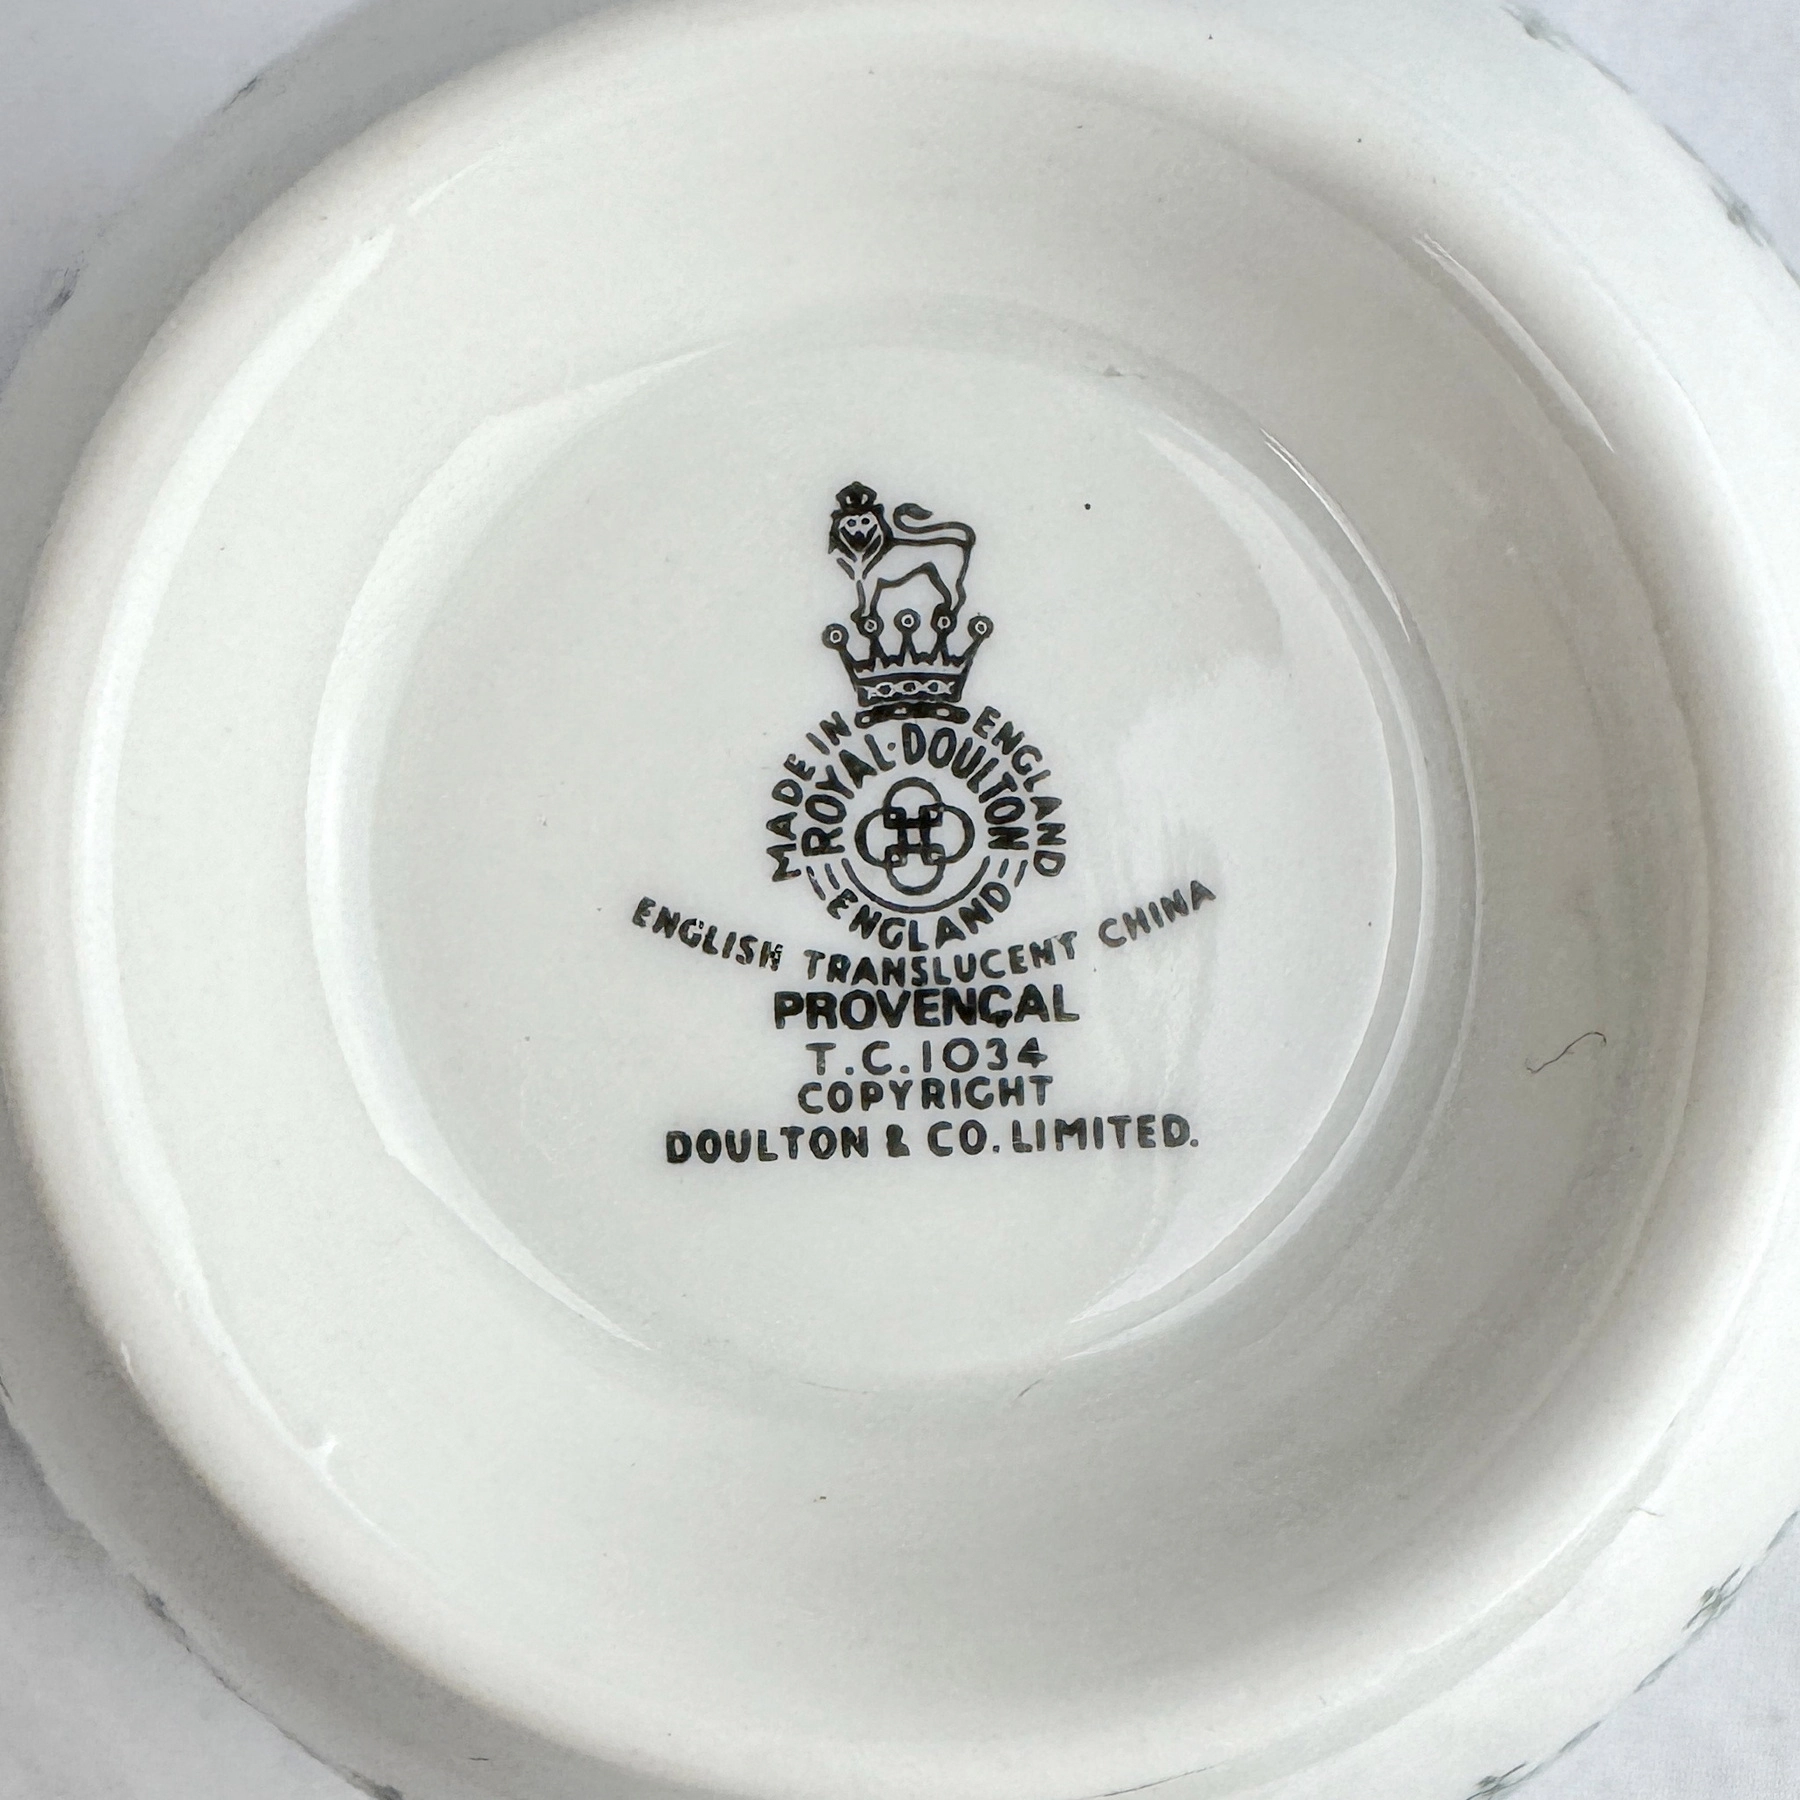 MADE IN ENGLAND
ROYAL·DOULTON
ENGLAND
ENGLISH TRANSLUCENT CHINA
PROVENÇAL
T.C.1034
COPYRIGHT
DOULTON & CO. LIMITED.